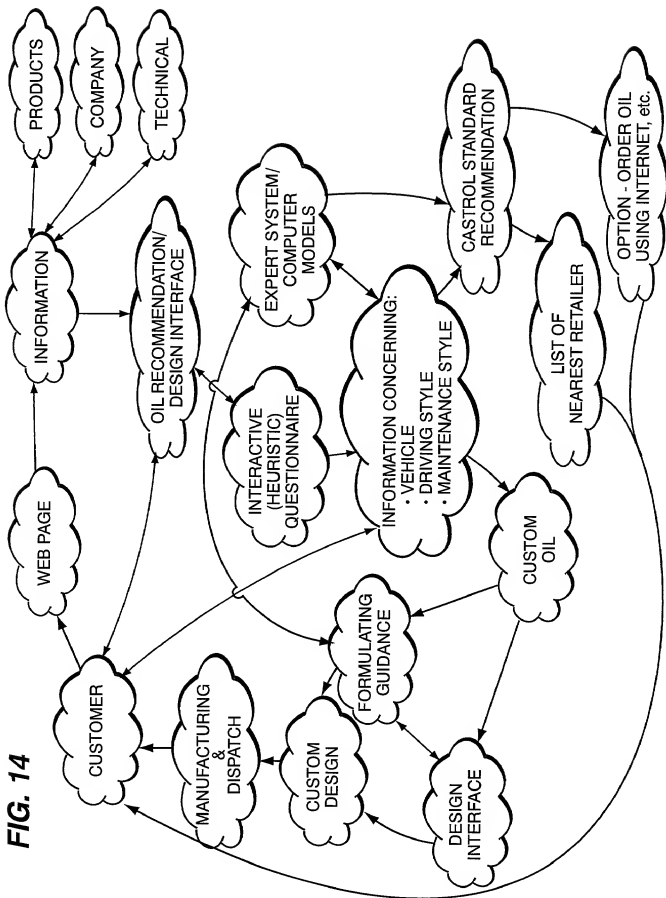 FIG. 14
CUSTOMER
WEB PAGE
INFORMATION
PRODUCTS
COMPANY
TECHNICAL
OIL RECOMMENDATION/
DESIGN INTERFACE
MANUFACTURING
&
DISPATCH
INTERACTIVE
(HEURISTIC)
QUESTIONNAIRE
EXPERT SYSTEM/
COMPUTER
MODELS
CUSTOM
DESIGN
FORMULATING
GUIDANCE
INFORMATION CONCERNING:
• VEHICLE
• DRIVING STYLE
• MAINTENANCE STYLE
CASTROL STANDARD
RECOMMENDATION
DESIGN
INTERFACE
CUSTOM
OIL
LIST OF
NEAREST RETAILER
OPTION - ORDER OIL
USING INTERNET, etc.